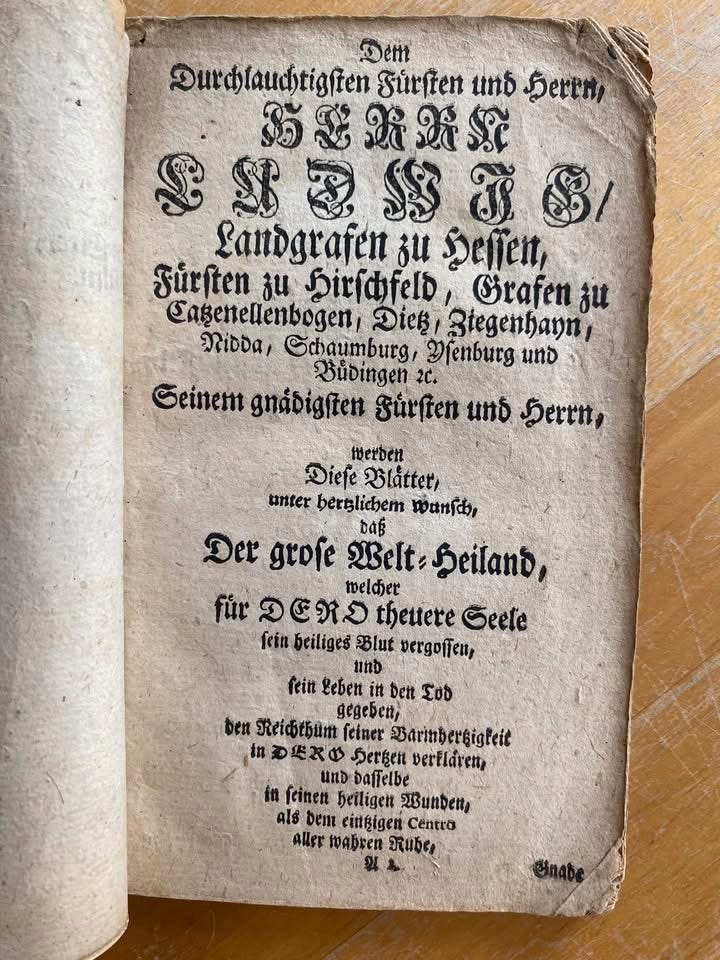 Dem
Durchlauchtigsten Fürsten und Herrn,
HERRN
LUDWIG/
Landgrafen zu Hessen,
Fürsten zu Hirschfeld, Grafen zu
Catzenellenbogen, Dietz, Ziegenhayn,
Nidda, Schaumburg, Ysenburg und
Büdingen ꝛc.
Seinem gnädigsten Fürsten und Herrn,
werden
Diese Blätter,
unter hertzlichem wunsch,
daß
Der grose Welt-Heiland,
welcher
für DERO theuere Seele
sein heiliges Blut vergossen,
und
sein Leben in den Tod
gegeben,
den Reichthum seiner Barmhertzigkeit
in DERO Hertzen verklären,
und dasselbe
in seinen heiligen Wunden,
als dem eintzigen Centro
aller wahren Ruhe,
A 2
Gnade